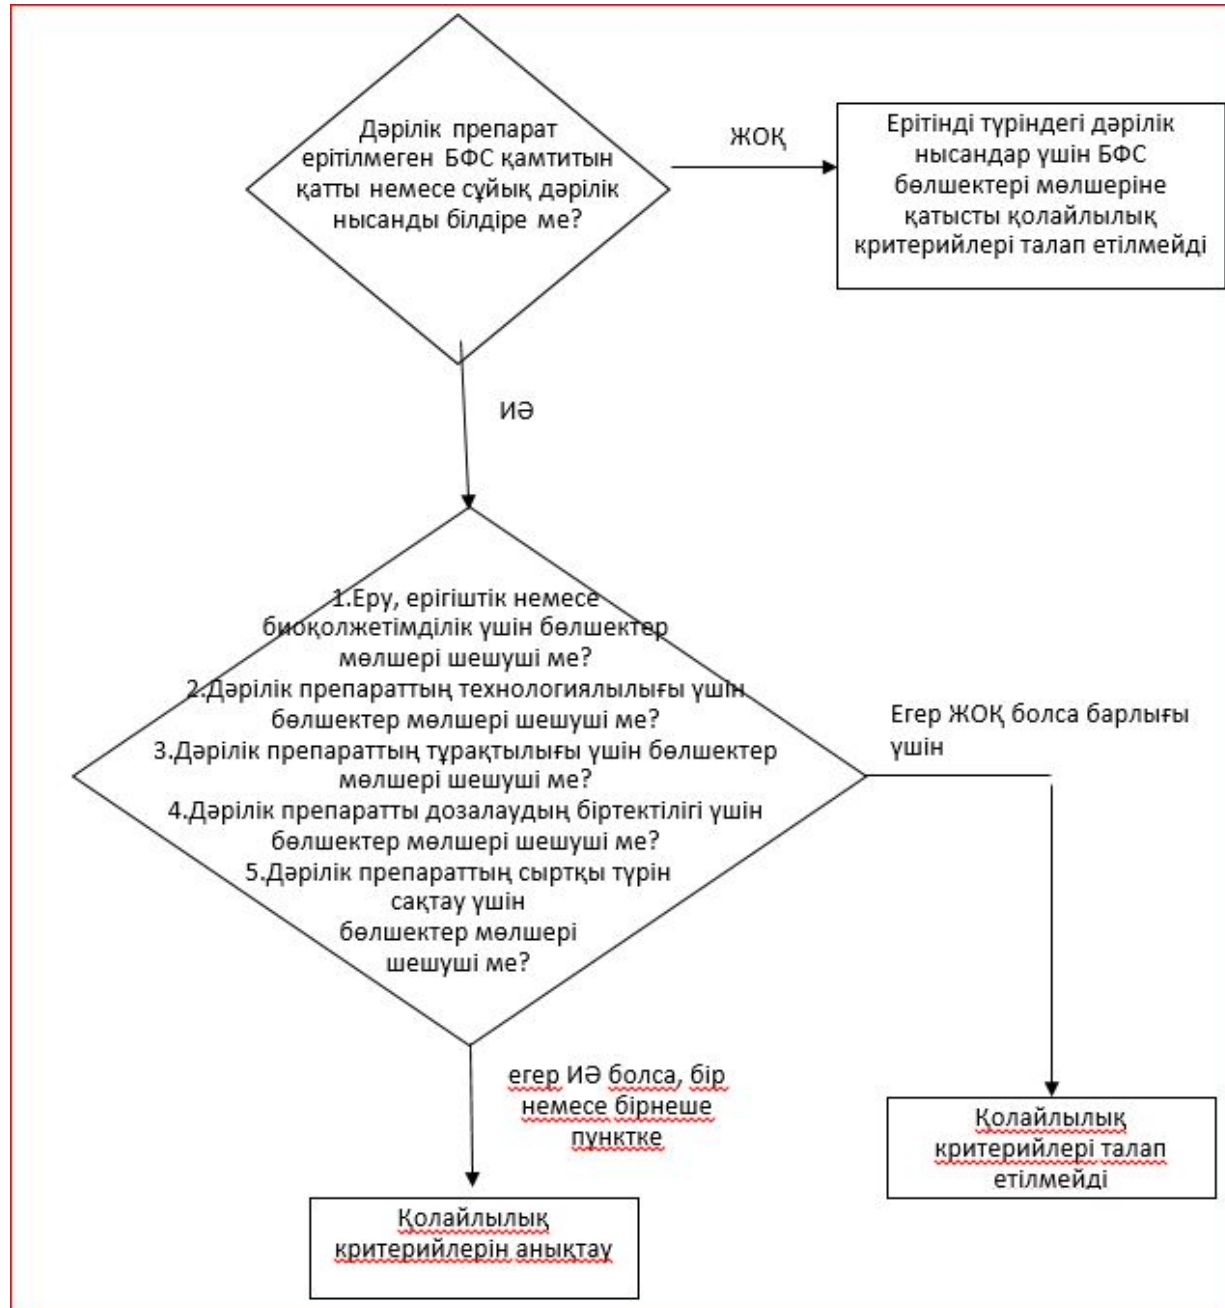 Дәрілік препарат
ерітілмеген БФС қамтитын
қатты немесе сұйық дәрілік
нысанды білдіре ме?
ЖОҚ
Ерітінді түріндегі дәрілік
нысандар үшін БФС
бөлшектері мөлшеріне
қатысты қолайлылық
критерийлері талап етілмейді
ИӘ
1.Еру, ерігіштік немесе
биоқолжетімділік үшін бөлшектер
мөлшері шешуші ме?
2.Дәрілік препараттың технологиялылығы үшін
бөлшектер мөлшері шешуші ме?
3.Дәрілік препараттың тұрақтылығы үшін бөлшектер
мөлшері шешуші ме?
4.Дәрілік препаратты дозалаудың біртектілігі үшін
бөлшектер мөлшері шешуші ме?
5.Дәрілік препараттың сыртқы түрін
сақтау үшін
бөлшектер мөлшері
шешуші ме?
Егер ЖОҚ болса барлығы
үшін
егер ИӘ болса, бір
немесе бірнеше
пунктке
Қолайлылық
критерийлері талап
етілмейді
Қолайлылық
критерийлерін анықтау